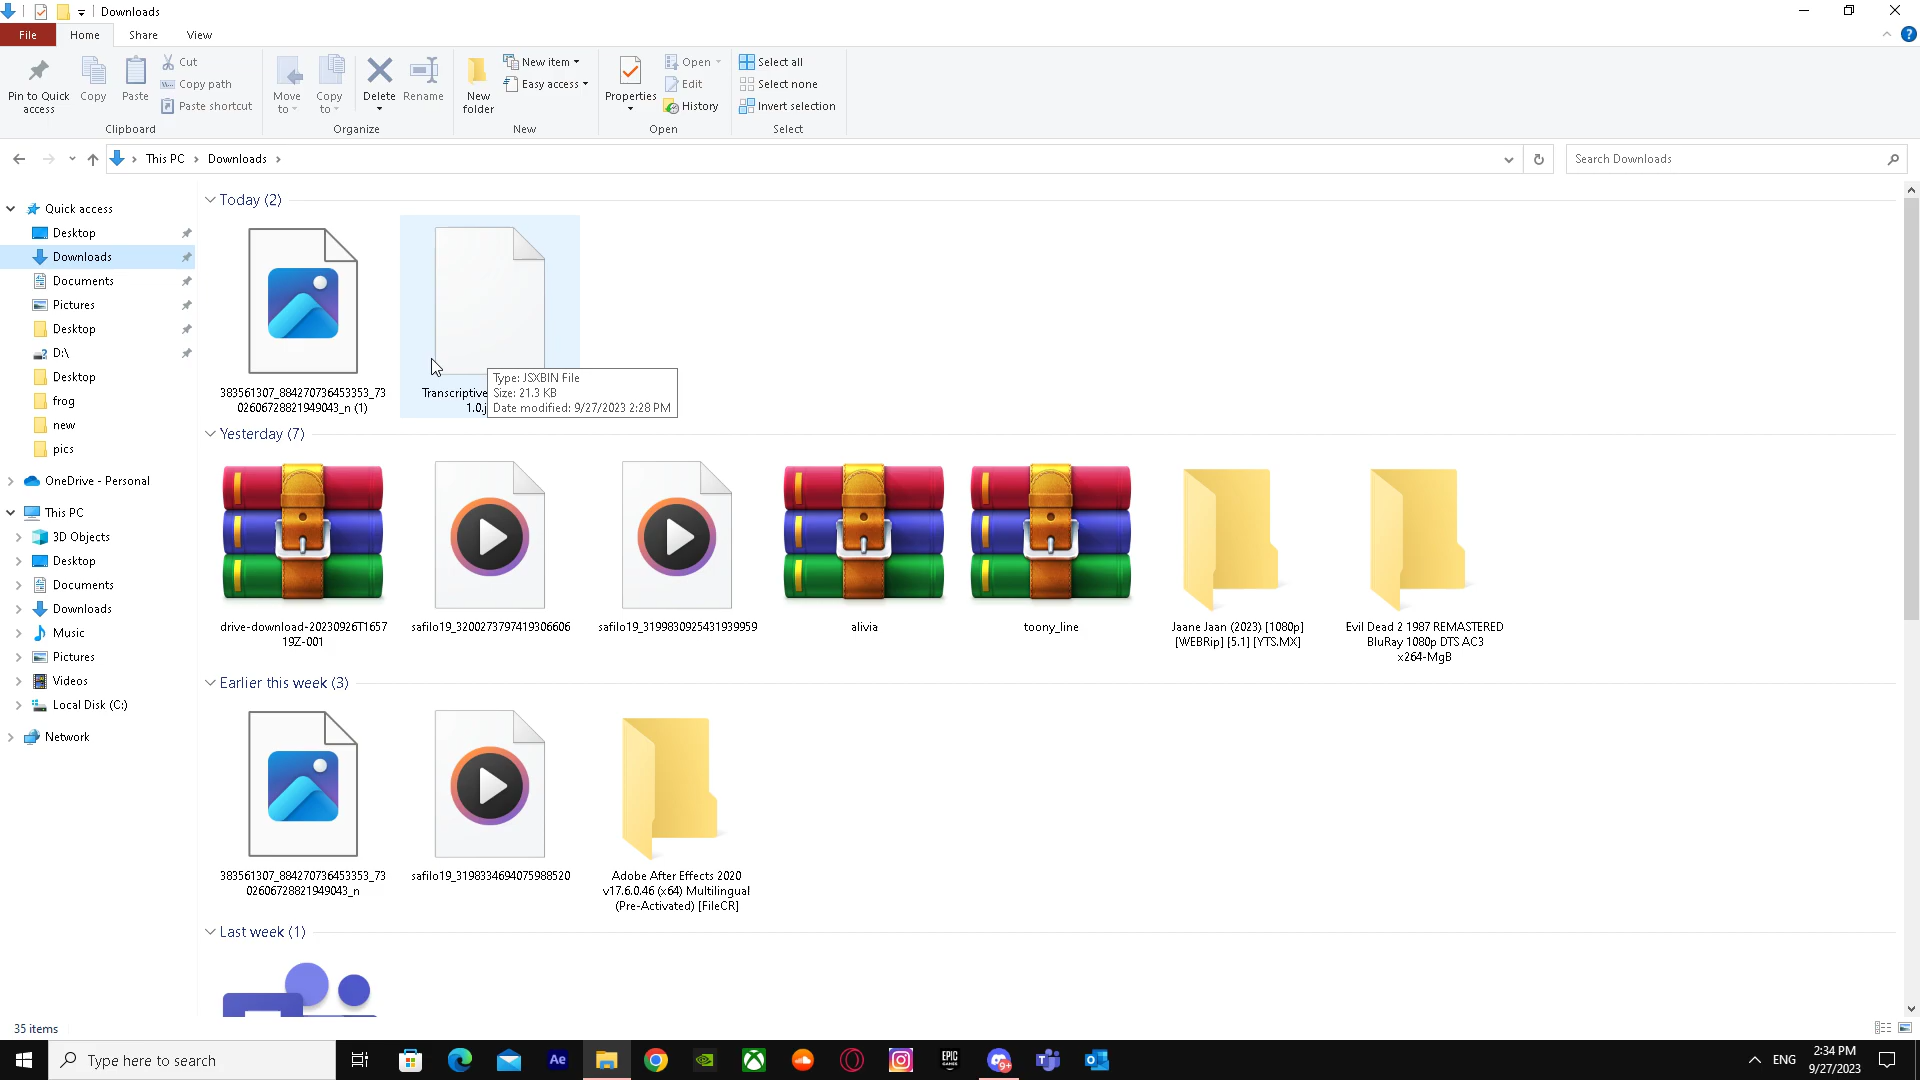 Downloads
File
Home
Share
View
Pin to Quick
access
Copy
Paste
Cut
Copy path
Paste shortcut
Clipboard
Move
to
Copy
to
Delete
Rename
Organize
New
folder
New item
Easy access
New
Properties
Open
Edit
History
Open
Select all
Select none
Invert selection
Select
This PC
Downloads
Search Downloads
Quick access
Desktop
Downloads
Documents
Pictures
Desktop
D:\
Desktop
frog
new
pics
OneDrive - Personal
This PC
3D Objects
Desktop
Documents
Downloads
Music
Pictures
Videos
Local Disk (C:)
Network
Today (2)
383561307_884270736453353_73
02606728821949043_n (1)
Transcriptive
1.0.j
Type: JSXBIN File
Size: 21.3 KB
Date modified: 9/27/2023 2:28 PM
Yesterday (7)
drive-download-20230926T1657
19Z-001
safilo19_3200273797419306606
safilo19_3199830925431939959
alivia
toony_line
Jaane Jaan (2023) [1080p]
[WEBRip] [5.1] [YTS.MX]
Evil Dead 2 1987 REMASTERED
BluRay 1080p DTS AC3
x264-MgB
Earlier this week (3)
383561307_884270736453353_73
02606728821949043_n
safilo19_3198334694075988520
Adobe After Effects 2020
v17.6.0.46 (x64) Multilingual
(Pre-Activated) [FileCR]
Last week (1)
35 items
Type here to search
Ae
EPIC
GAMES
9+
ENG
2:34 PM
9/27/2023